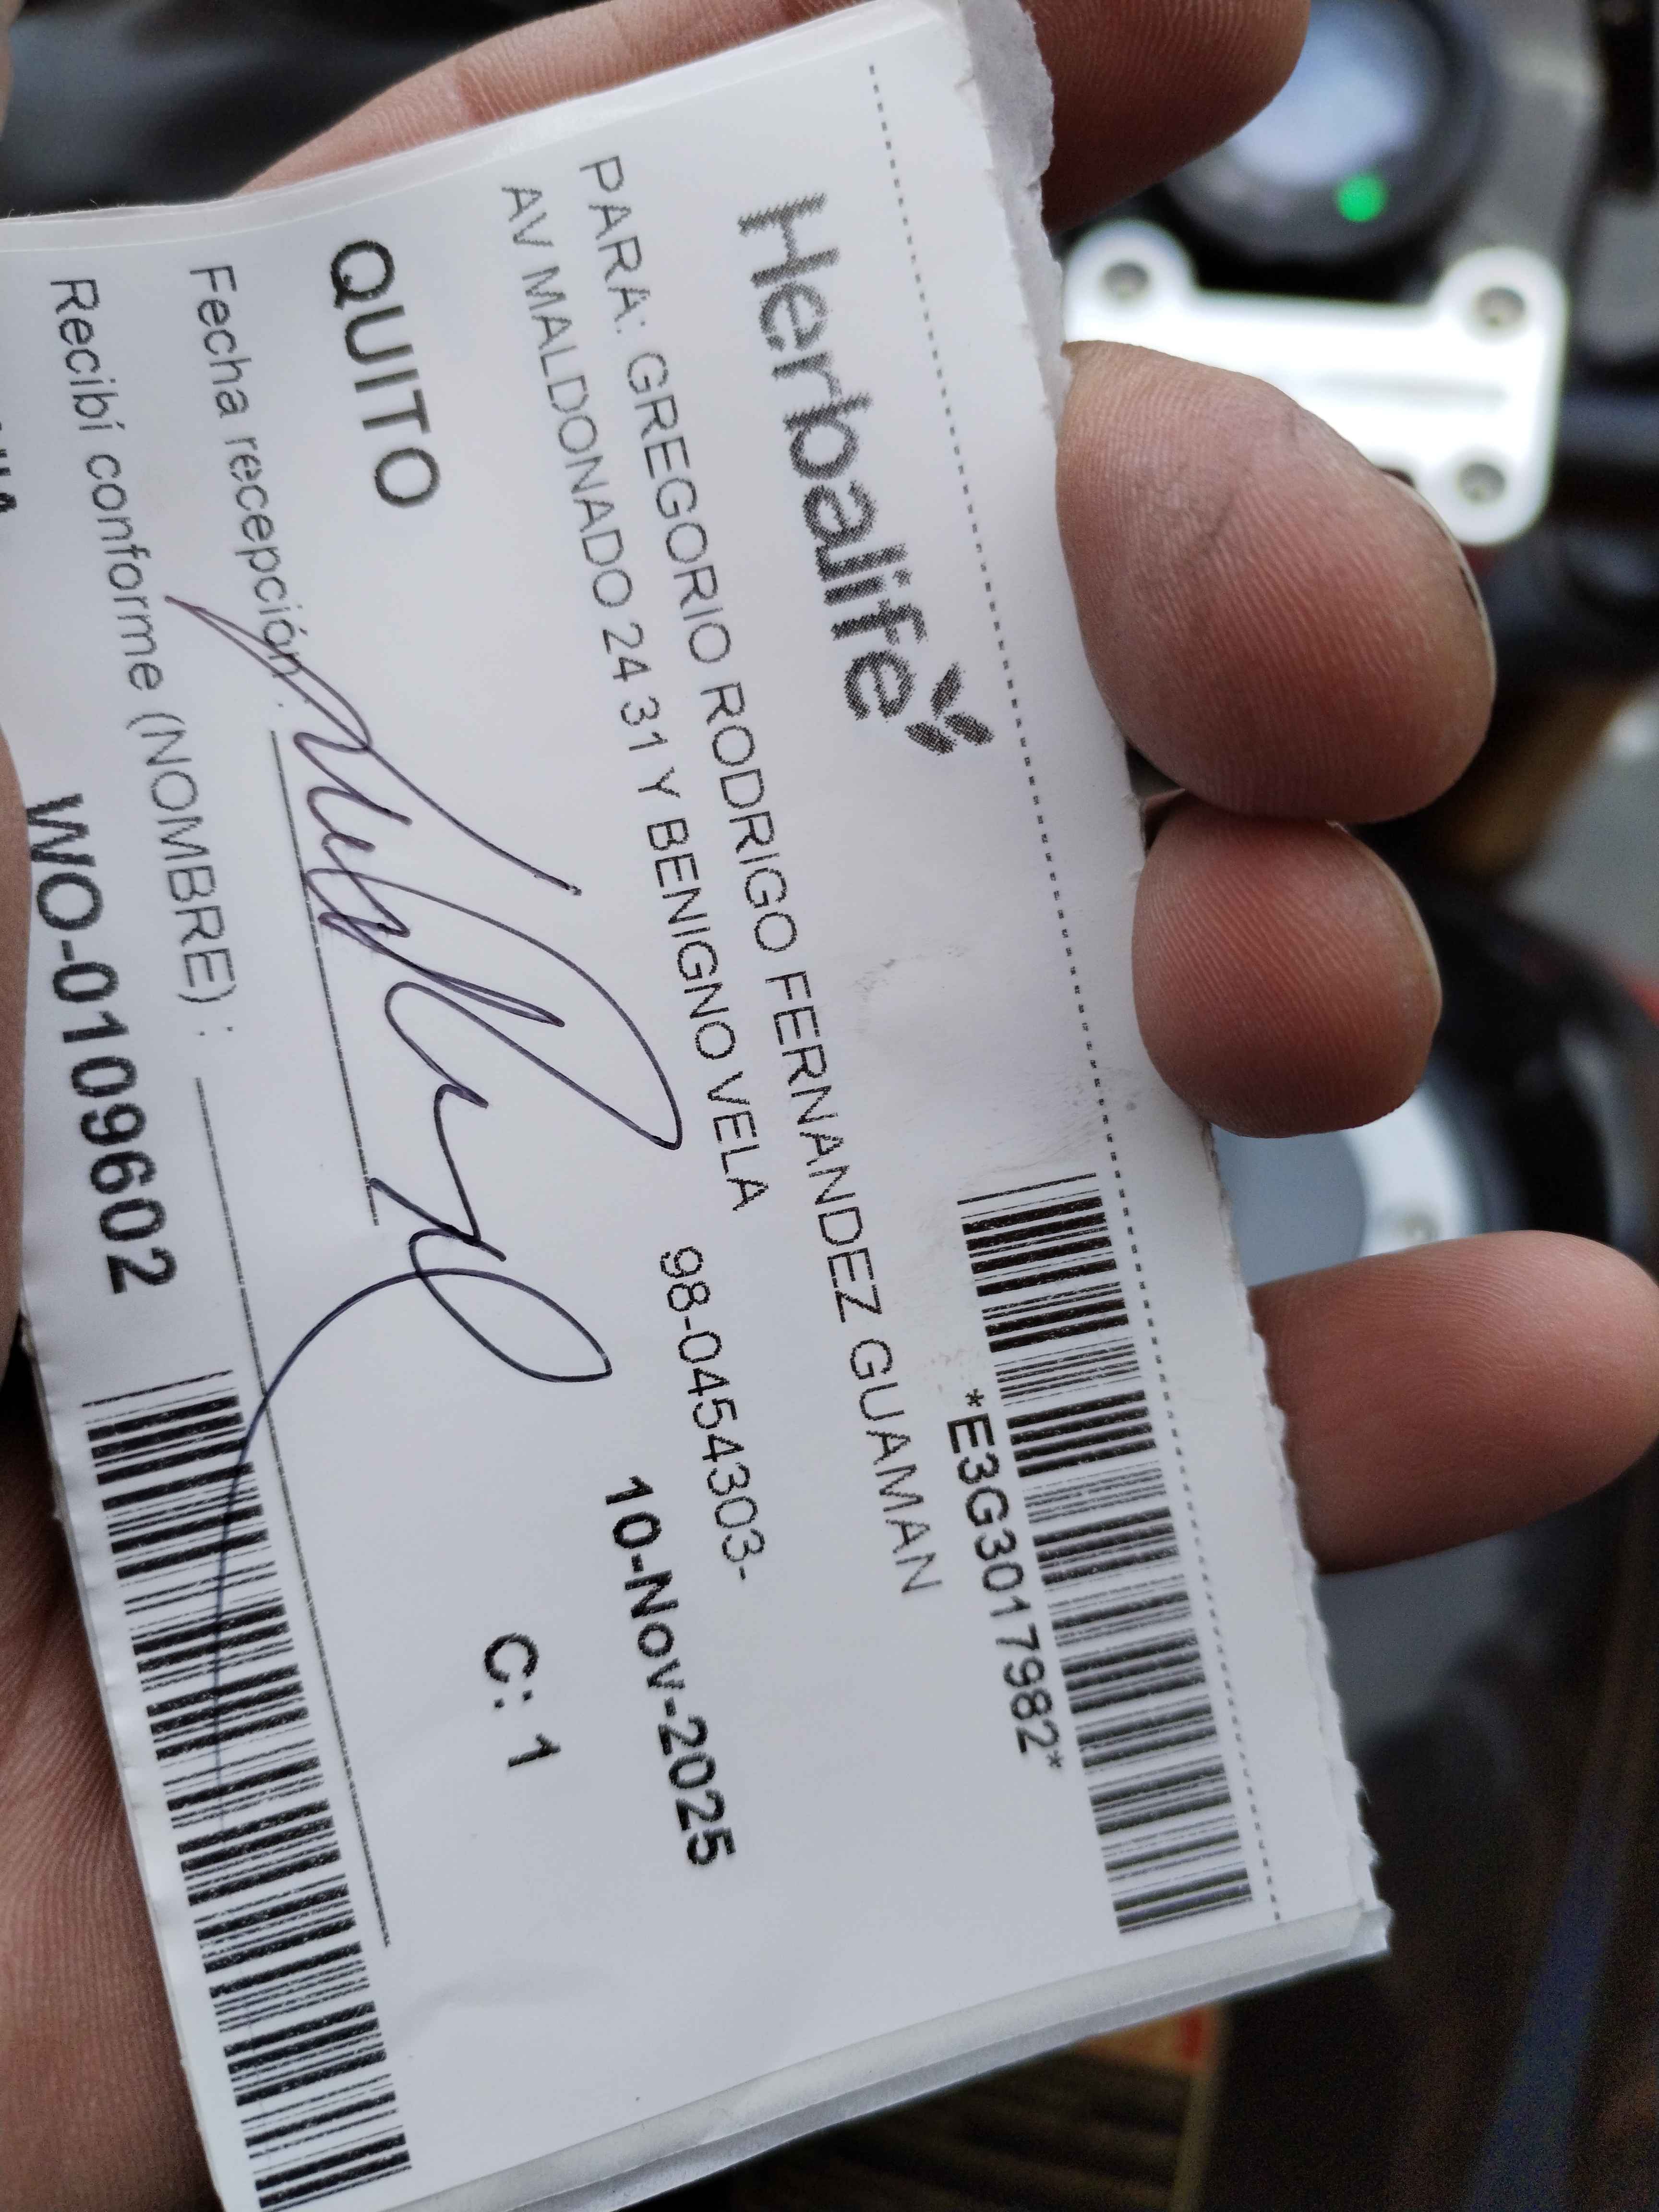 Herbalife
*E3G3017982*
PARA: GREGORIO RODRIGO FERNANDEZ GUAMAN
AV MALDONADO 24 31 Y BENIGNO VELA 98-0454303-
QUITO 10-Nov-2025
C: 1
Fecha recepción:
Recibí conforme (NOMBRE) :
WO-0109602